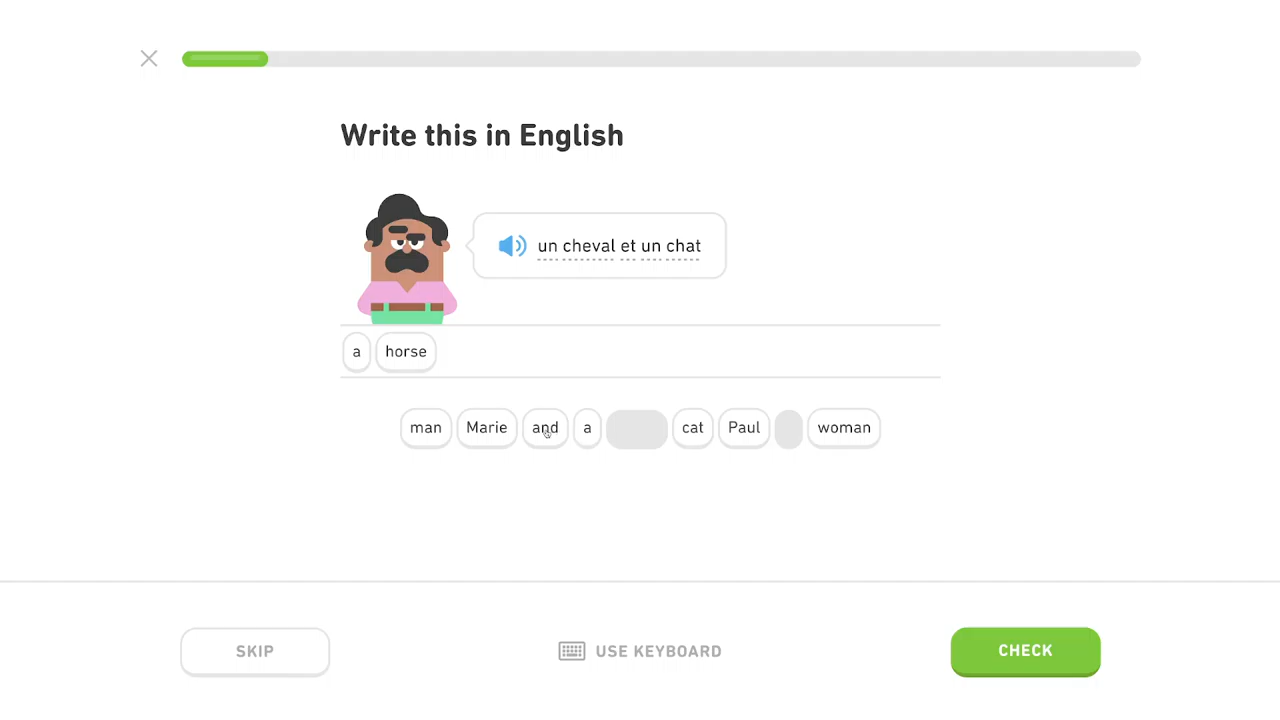 Write this in English
un cheval et un chat
a horse
man Marie and a cat Paul woman
SKIP USE KEYBOARD CHECK